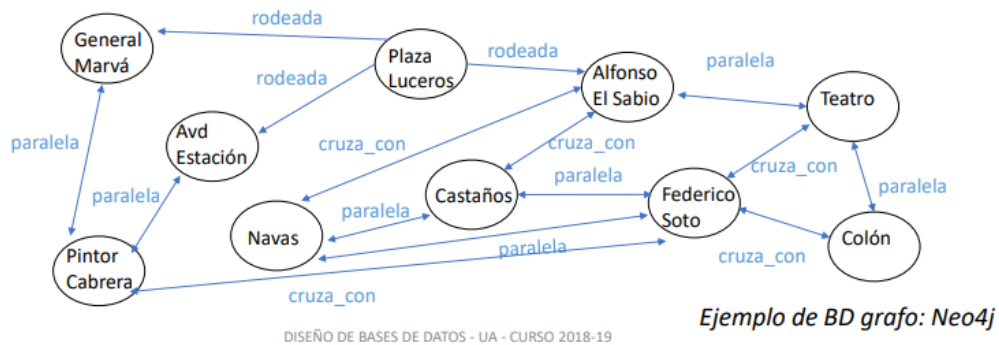 rodeada
General
Marvá
Plaza
Luceros
rodeada
rodeada
Alfonso
El Sabio
paralela
Teatro
Avd
Estación
paralela
cruza_con
cruza_con
cruza_con
paralela
paralela
Castaños
Federico
Soto
paralela
paralela
Navas
Colón
Pintor
Cabrera
paralela
cruza_con
cruza_con
Ejemplo de BD grafo: Neo4j
DISEÑO DE BASES DE DATOS - UA - CURSO 2018-19